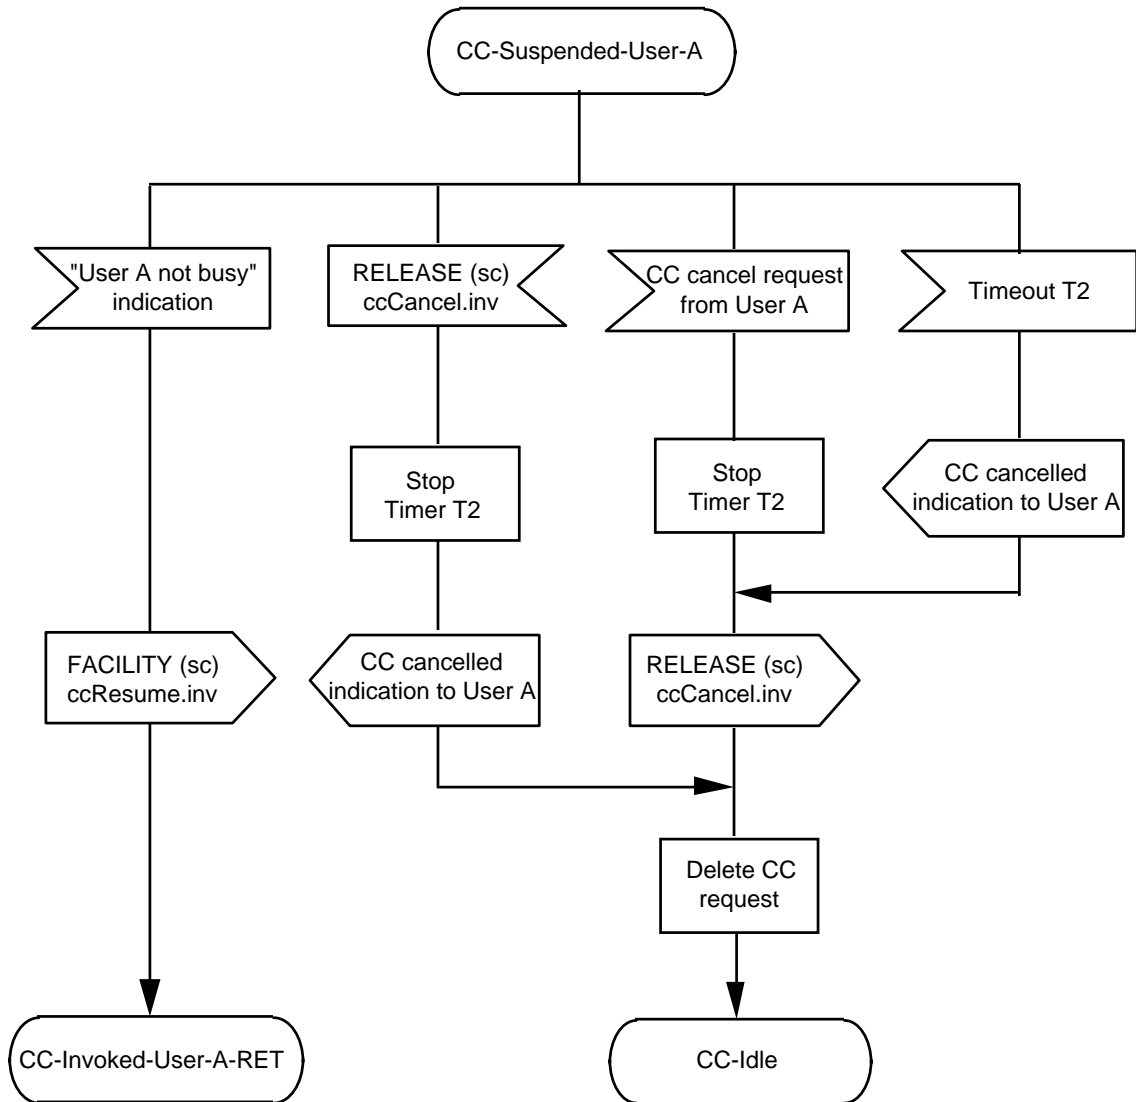 CC-Suspended-User-A
"User A not busy"
indication
RELEASE (sc)
ccCancel.inv
CC cancel request
from User A
Timeout T2
Stop
Timer T2
Stop
Timer T2
CC cancelled
indication to User A
FACILITY (sc)
ccResume.inv
CC cancelled
indication to User A
RELEASE (sc)
ccCancel.inv
Delete CC
request
CC-Invoked-User-A-RET
CC-Idle